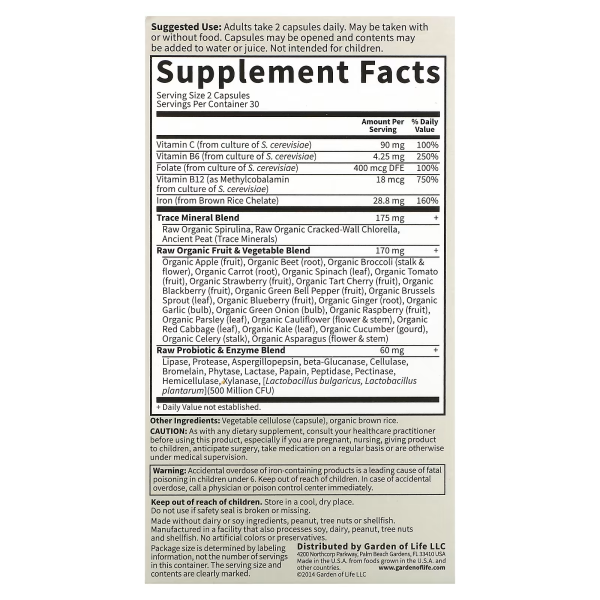 Suggested Use: Adults take 2 capsules daily. May be taken with
or without food. Capsules may be opened and contents may
be added to water or juice. Not intended for children.
Supplement Facts
Serving Size 2 Capsules
Servings Per Container 30
Amount Per Serving % Daily Value
Vitamin C (from culture of S. cerevisiae) 90 mg 100%
Vitamin B6 (from culture of S. cerevisiae) 4.25 mg 250%
Folate (from culture of S. cerevisiae) 400 mcg DFE 100%
Vitamin B12 (as Methylcobalamin 18 mcg 750%
from culture of S. cerevisiae)
Iron (from Brown Rice Chelate) 28.8 mg 160%
Trace Mineral Blend 175 mg +
Raw Organic Spirulina, Raw Organic Cracked-Wall Chlorella,
Ancient Peat (Trace Minerals)
Raw Organic Fruit & Vegetable Blend 170 mg +
Organic Apple (fruit), Organic Beet (root), Organic Broccoli (stalk &
flower), Organic Carrot (root), Organic Spinach (leaf), Organic Tomato
(fruit), Organic Strawberry (fruit), Organic Tart Cherry (fruit), Organic
Blackberry (fruit), Organic Green Bell Pepper (fruit), Organic Brussels
Sprout (leaf), Organic Blueberry (fruit), Organic Ginger (root), Organic
Garlic (bulb), Organic Green Onion (bulb), Organic Raspberry (fruit),
Organic Parsley (leaf), Organic Cauliflower (flower & stem), Organic
Red Cabbage (leaf), Organic Kale (leaf), Organic Cucumber (gourd),
Organic Celery (stalk), Organic Asparagus (flower & stem)
Raw Probiotic & Enzyme Blend 60 mg +
Lipase, Protease, Aspergillopepsin, beta-Glucanase, Cellulase,
Bromelain, Phytase, Lactase, Papain, Peptidase, Pectinase,
Hemicellulase, Xylanase, [Lactobacillus bulgaricus, Lactobacillus
plantarum](500 Million CFU)
+ Daily Value not established.
Other Ingredients: Vegetable cellulose (capsule), organic brown rice.
CAUTION: As with any dietary supplement, consult your healthcare practitioner
before using this product, especially if you are pregnant, nursing, giving product
to children, anticipate surgery, take medication on a regular basis or are otherwise
under medical supervision.
Warning: Accidental overdose of iron-containing products is a leading cause of fatal
poisoning in children under 6. Keep out of reach of children. In case of accidental
overdose, call a physician or poison control center immediately.
Keep out of reach of children. Store in a cool, dry place.
Do not use if safety seal is broken or missing.
Made without dairy or soy ingredients, peanut, tree nuts or shellfish.
Manufactured in a facility that also processes soy, dairy, peanut, tree nuts
and shellfish. No artificial colors or preservatives.
Package size is determined by labeling
information, not the number of servings
in this container. The serving size and
contents are clearly marked.
Distributed by Garden of Life LLC
4200 Northcorp Parkway, Palm Beach Gardens, FL 33410 USA
Made in the U.S.A. from foods grown in the U.S.A. and
other countries. www.gardenoflife.com
©2014 Garden of Life LLC